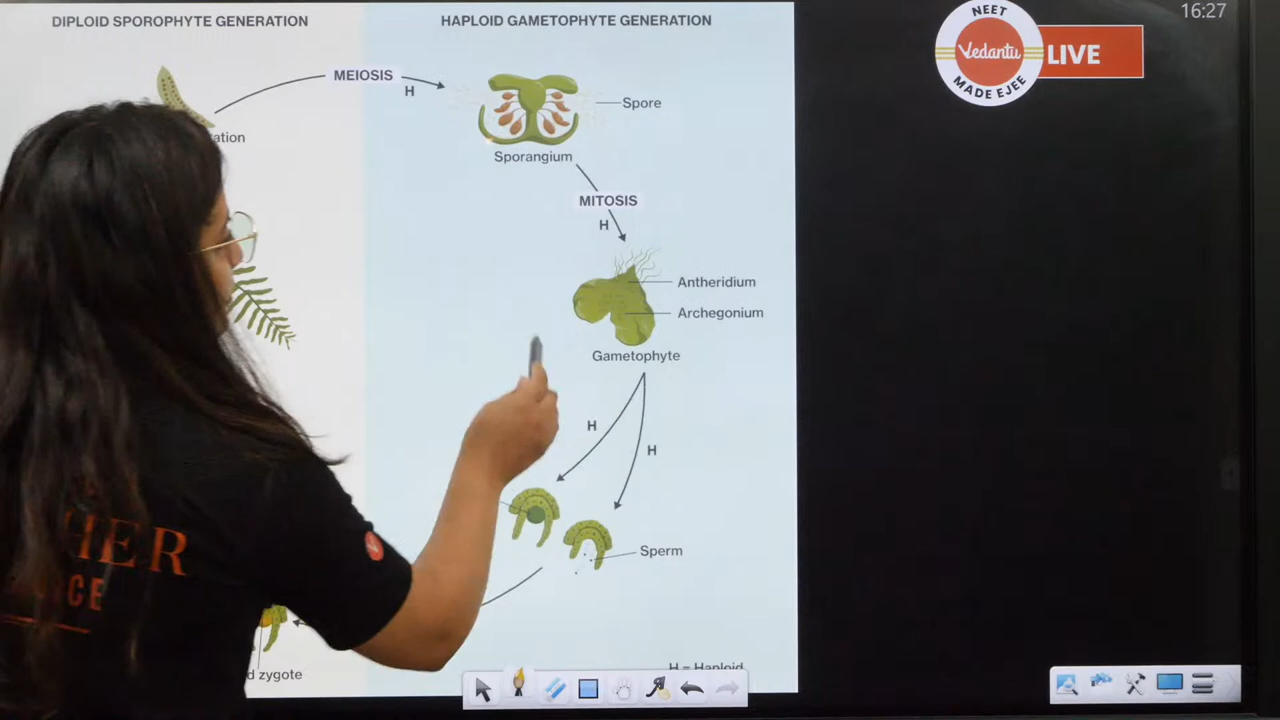 DIPLOID SPOROPHYTE GENERATION
HAPLOID GAMETOPHYTE GENERATION
16:27
NEET
Vedantu
MADE EJEE
LIVE
MEIOSIS
H
Spore
ation
Sporangium
MITOSIS
H
Antheridium
Archegonium
Gametophyte
H
H
Sperm
HER
d zygote
H = Haploid